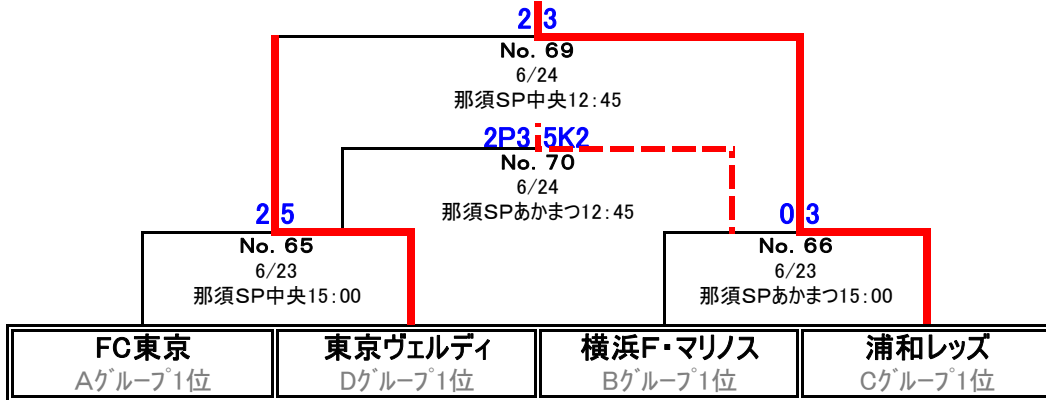 2 3
No. 69
6/24
那須SP中央12:45
2P3 5K2
No. 70
6/24
那須SPあかまつ12:45
2 5
No. 65
6/23
那須SP中央15:00
0 3
No. 66
6/23
那須SPあかまつ15:00
FC東京
Aグループ1位
東京ヴェルディ
Dグループ1位
横浜F・マリノス
Bグループ1位
浦和レッズ
Cグループ1位